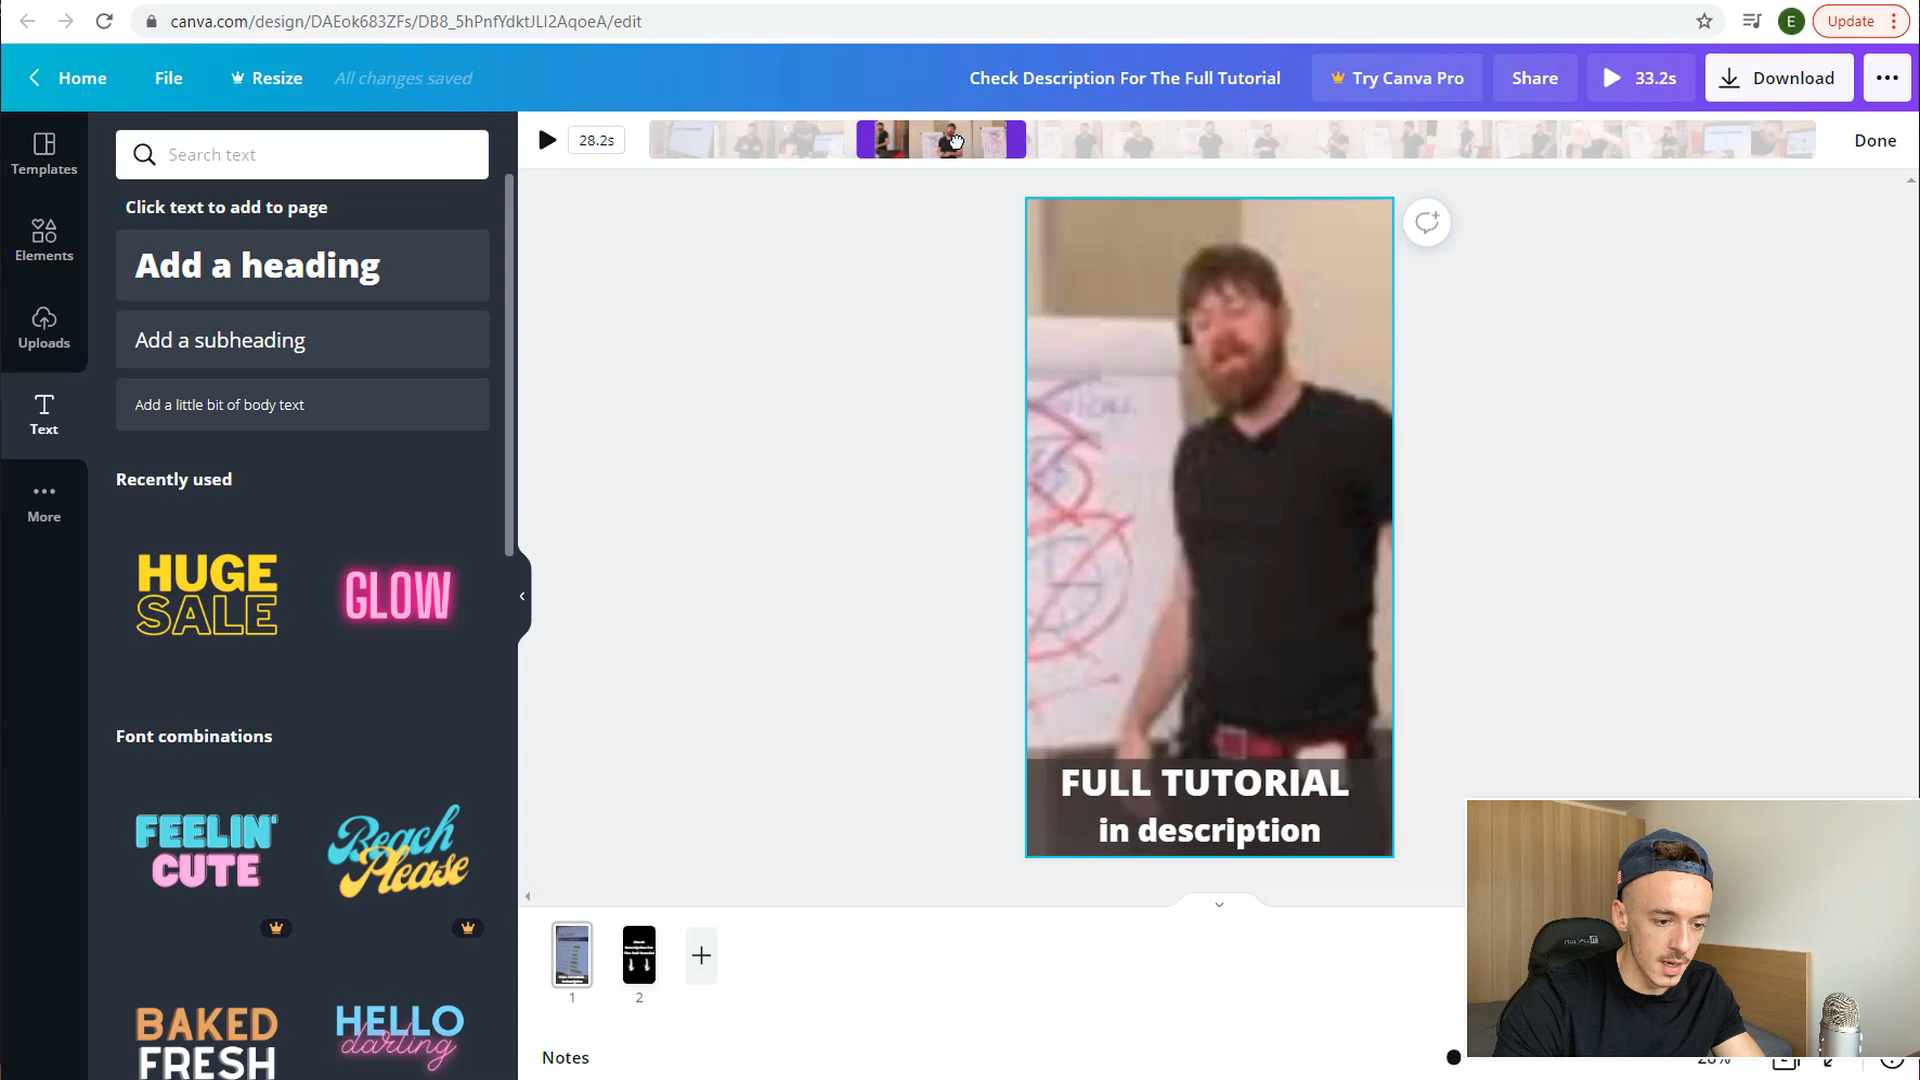 canva.com/design/DAEok683ZFs/DB8_5hPnfYdktJLI2AqoeA/edit
E
Update
Home
File
Resize
All changes saved
Check Description For The Full Tutorial
Try Canva Pro
Share
33.2s
Download
Templates
Elements
Uploads
Text
More
Search text
Click text to add to page
Add a heading
Add a subheading
Add a little bit of body text
Recently used
HUGE
SALE
GLOW
Font combinations
FEELIN'
CUTE
Beach
Please
BAKED
FRESH
HELLO
darling
28.2s
Done
FULL TUTORIAL
in description
1
2
Notes